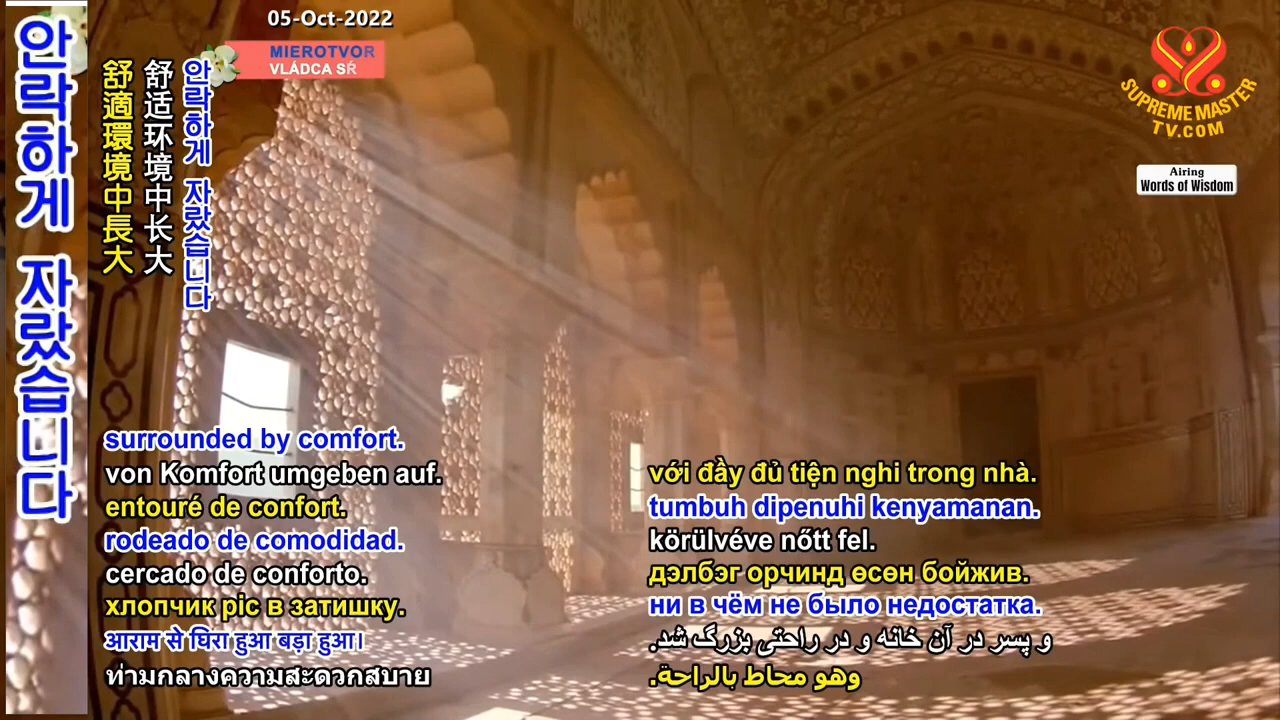 안락하게 자랐습니다
05-Oct-2022
MIEROTVOR
VLÁDCA SŔ
舒適環境中長大
舒适环境中长大
안락하게 자랐습니다
SUPREME MASTER
TV.COM
Airing
Words of Wisdom
surrounded by comfort.
von Komfort umgeben auf.
entouré de confort.
rodeado de comodidad.
cercado de conforto.
хлопчик ріс в затишку.
आराम से घिरा हुआ बड़ा हुआ।
ท่ามกลางความสะดวกสบาย
với đầy đủ tiện nghi trong nhà.
tumbuh dipenuhi kenyamanan.
körülvéve nőtt fel.
дэлбэг орчинд өсөн бойжив.
ни в чём не было недостатка.
و پسر در آن خانه و در راحتی بزرگ شد.
وهو محاط بالراحة.